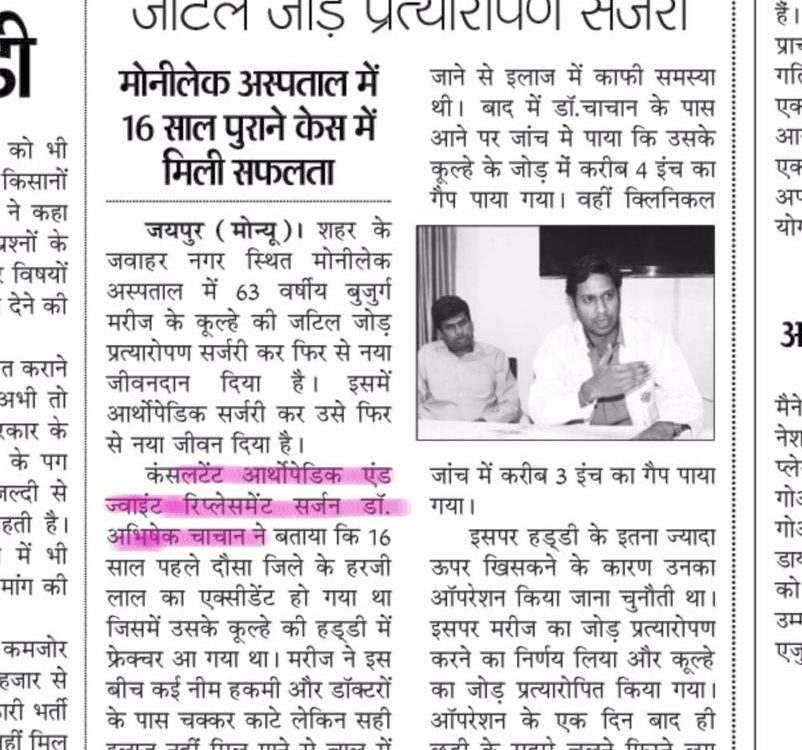 जटिल जोड़ प्रत्यारोपण सर्जरी
मोनीलेक अस्पताल में
16 साल पुराने केस में
मिली सफलता
जयपुर (मोन्यू)। शहर के
जवाहर नगर स्थित मोनीलेक
अस्पताल में 63 वर्षीय बुजुर्ग
मरीज के कूल्हे की जटिल जोड़
प्रत्यारोपण सर्जरी कर फिर से नया
जीवनदान दिया है। इसमें
आर्थोपेडिक सर्जरी कर उसे फिर
से नया जीवन दिया है।
कंसलटेंट आर्थोपेडिक एंड
ज्वाइंट रिप्लेसमेंट सर्जन डॉ.
अभिषेक चाचान ने बताया कि 16
साल पहले दौसा जिले के हरजी
लाल का एक्सीडेंट हो गया था
जिसमें उसके कूल्हे की हड्डी में
फ्रेक्चर आ गया था। मरीज ने इस
बीच कई नीम हकमी और डॉक्टरों
के पास चक्कर काटे लेकिन सही
इलाज नहीं मिल पाने से चाल में
जाने से इलाज में काफी समस्या
थी। बाद में डॉ.चाचान के पास
आने पर जांच मे पाया कि उसके
कूल्हे के जोड़ में करीब 4 इंच का
गैप पाया गया। वहीं क्लिनिकल
जांच में करीब 3 इंच का गैप पाया
गया।
इसपर हड्डी के इतना ज्यादा
ऊपर खिसकने के कारण उनका
ऑपरेशन किया जाना चुनौती था।
इसपर मरीज का जोड़ प्रत्यारोपण
करने का निर्णय लिया और कूल्हे
का जोड़ प्रत्यारोपित किया गया।
ऑपरेशन के एक दिन बाद ही
को भी
किसानों
ने कहा
प्रश्नों के
विषयों
देने की
त कराने
अभी तो
रकार के
के पग
जल्दी से
हती है।
में भी
मांग की
कमजोर
हजार से
ारी भर्ती
नहीं मिल
हैं।
प्राच
गति
एक
आ
एक
अप
योग
अ
मैने
नेश
प्ले
गोअ
गोअ
डाय
को
उम्म
एजु